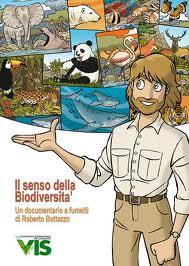 Il senso della
Biodiversita'
Un documentario a fumetti
di Roberto Bottazzo
VIS